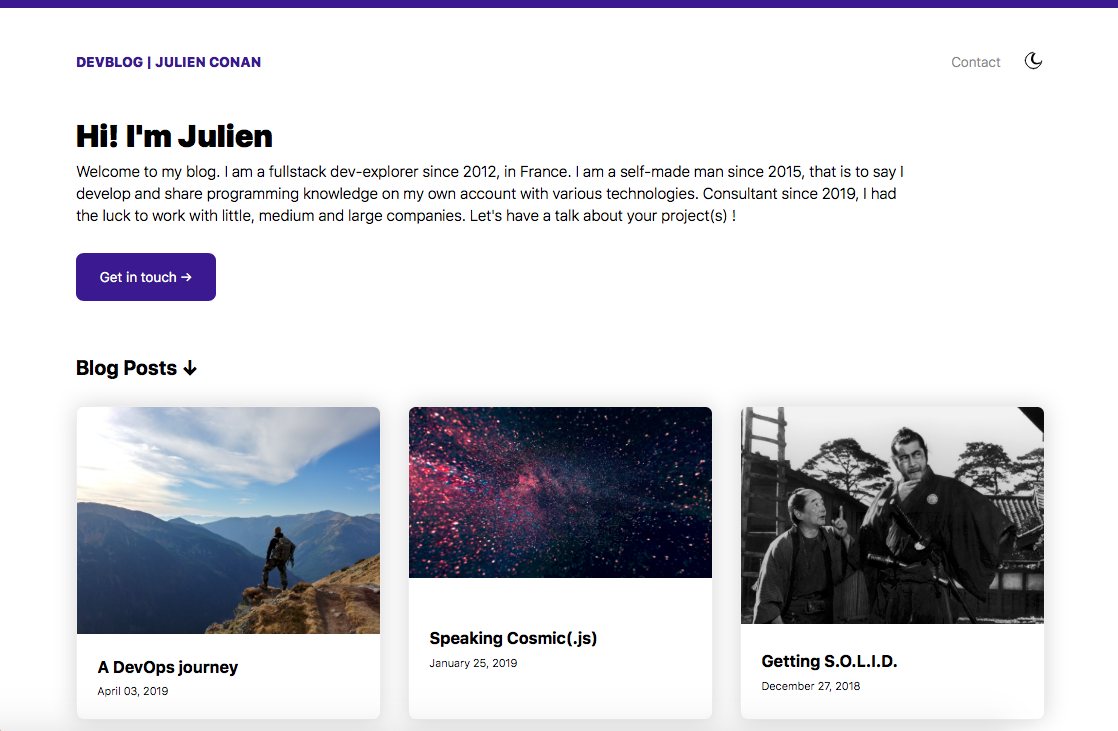 DEVBLOG | JULIEN CONAN
Contact
Hi! I'm Julien
Welcome to my blog. I am a fullstack dev-explorer since 2012, in France. I am a self-made man since 2015, that is to say I
develop and share programming knowledge on my own account with various technologies. Consultant since 2019, I had
the luck to work with little, medium and large companies. Let's have a talk about your project(s) !
Get in touch →
Blog Posts ↓
A DevOps journey
April 03, 2019
Speaking Cosmic(.js)
January 25, 2019
Getting S.O.L.I.D.
December 27, 2018